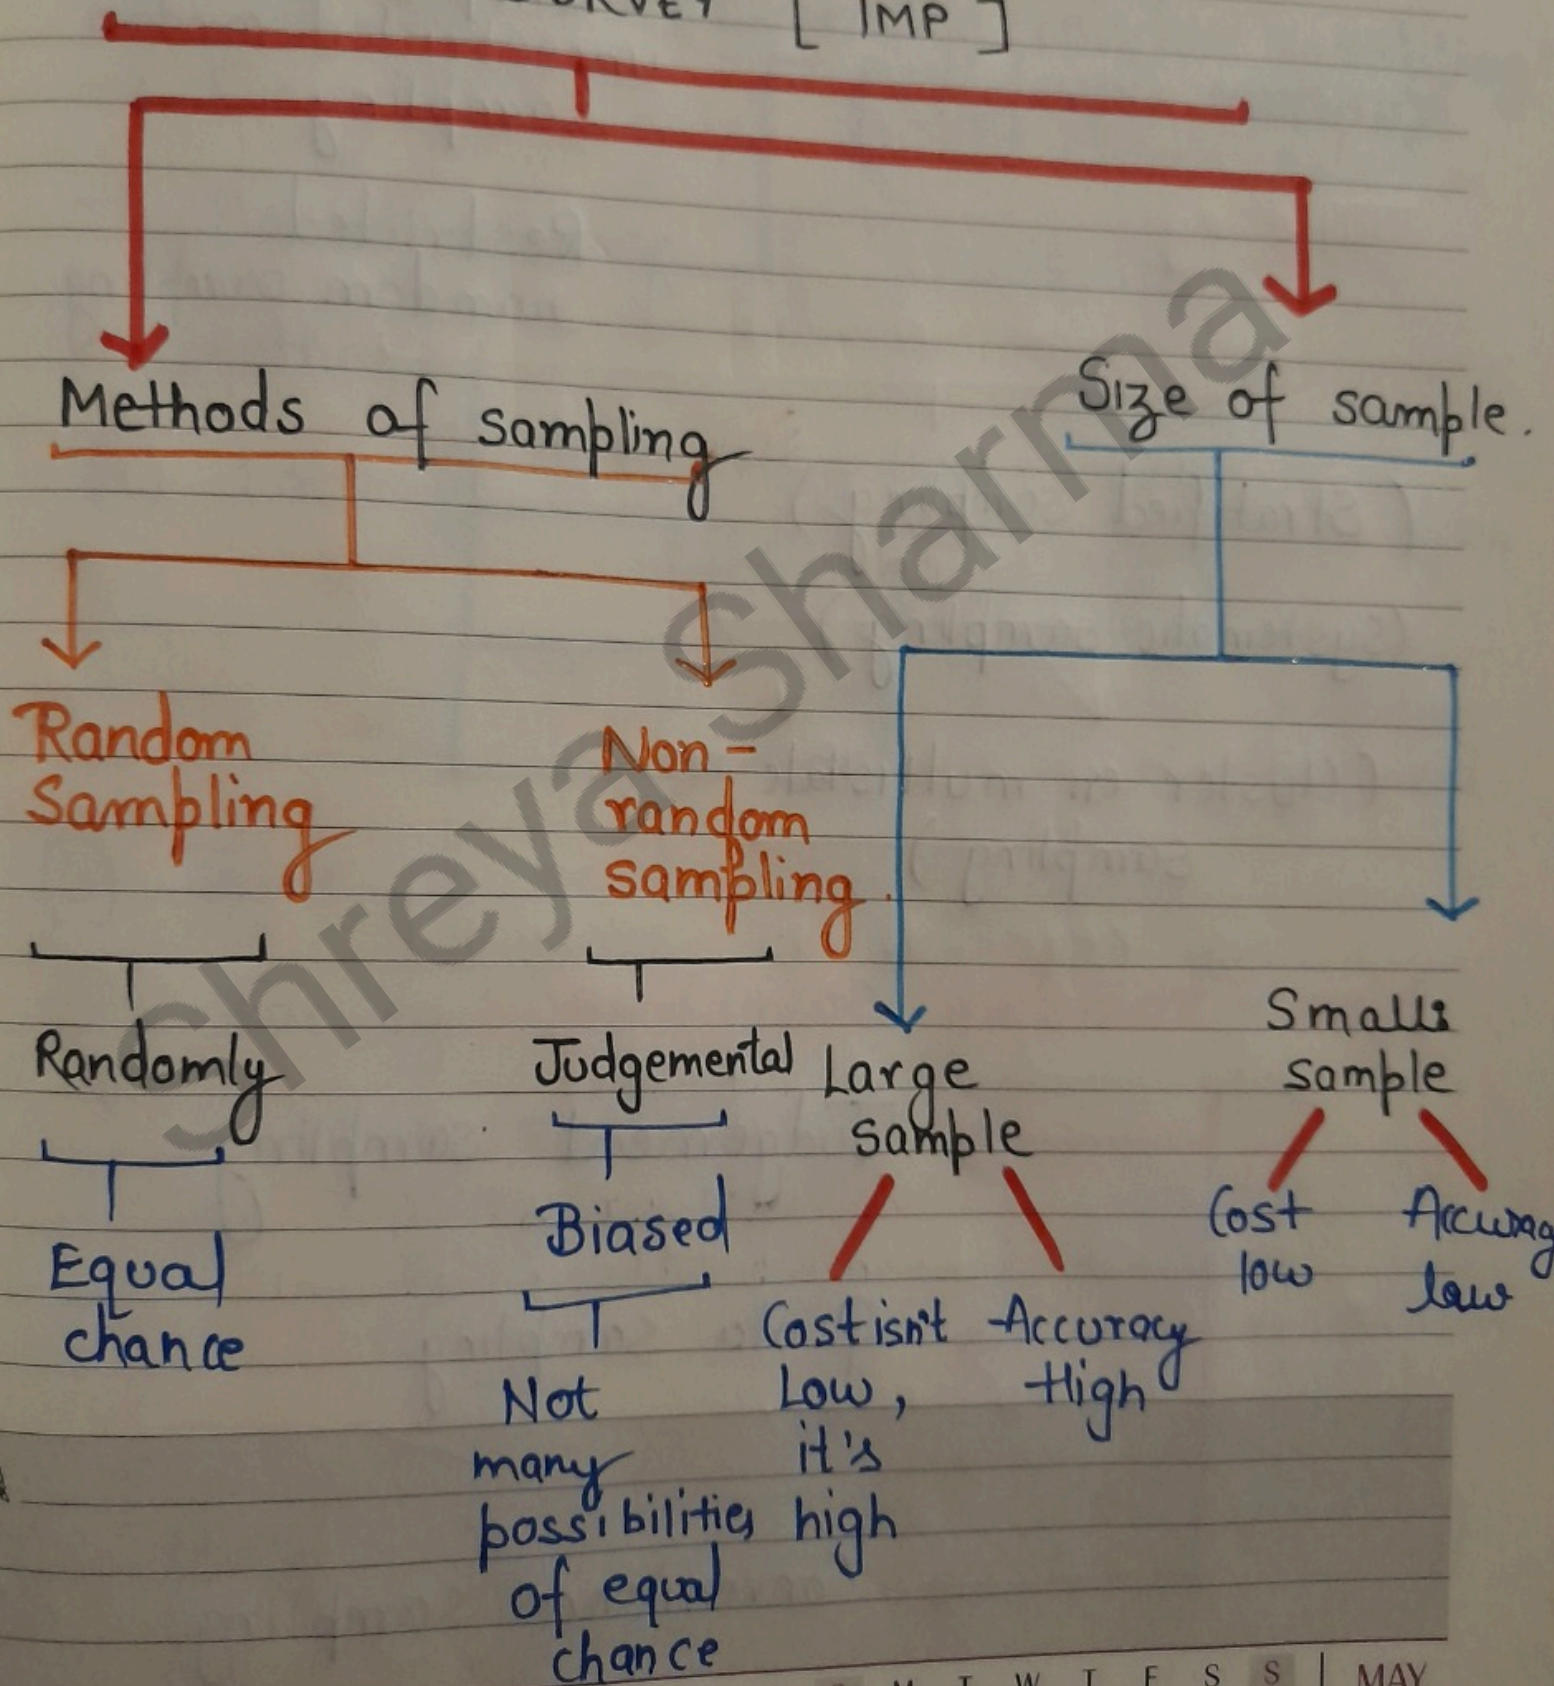 [ IMP ]
Methods of sampling
Size of sample.
Random
Sampling
Non-
random
sampling.
Randomly
Equal
chance
Judgemental
Biased
Not
many
possibilities
of equal
chance
Large
sample
Cost isn't
Low,
it's
high
Accuracy
High
Small
sample
Cost
low
Accuracy
law
Shreya Sharma
W T F S S | MAY